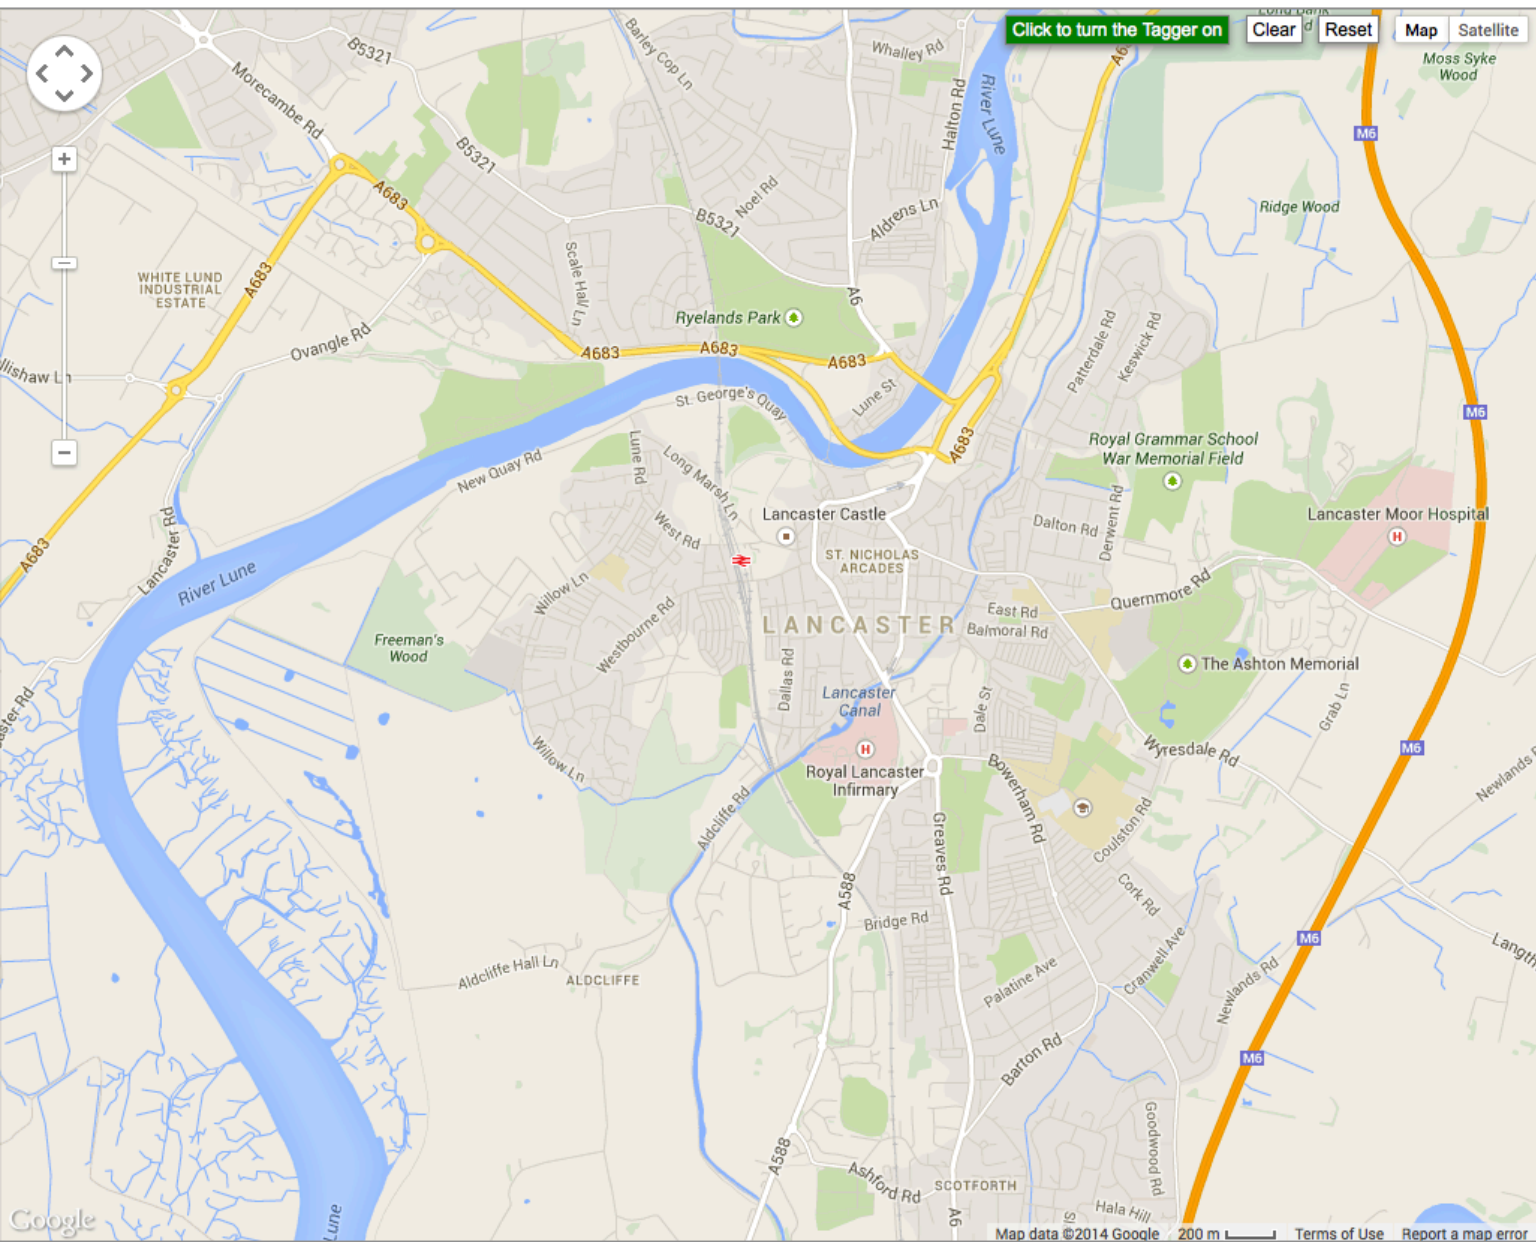 Click to turn the Tagger on
Clear
Reset
Map
Satellite
Whalley Rd
Barley Cop Ln
B5321
Moss Syke
Wood
Morecambe Rd
Halton Rd
River Lune
M6
B5321
A683
Noel Rd
B5321
Aldrens Ln
Ridge Wood
WHITE LUND
INDUSTRIAL
ESTATE
A683
Scale Hall Ln
A6
Ryelands Park
Ovangle Rd
A683
A683
A683
Patterdale Rd
Keswick Rd
St. George's Quay
Lune St
M6
A683
Royal Grammar School
War Memorial Field
New Quay Rd
Lune Rd
Long Marsh Ln
Lancaster Castle
Lancaster Moor Hospital
H
West Rd
Dalton Rd
Derwent Rd
ST. NICHOLAS
ARCADES
A683
Lancaster Rd
River Lune
Willow Ln
Quernmore Rd
East Rd
Balmoral Rd
LANCASTER
Freeman's
Wood
Westbourne Rd
The Ashton Memorial
Dallas Rd
Lancaster
Canal
Dale St
Grab Ln
H
Royal Lancaster
Infirmary
Willow Ln
Wyresdale Rd
M6
Bowerham Rd
Newlands
Aldcliffe Rd
Greaves Rd
Coulston Rd
A588
Cork Rd
Bridge Rd
M6
Aldcliffe Hall Ln
ALDCLIFFE
Palatine Ave
Cranwell Ave
Newlands Rd
Barton Rd
M6
Goodwood Rd
A588
Ashford Rd
SCOTFORTH
A6
Hala Hill
Lune
Google
Map data ©2014 Google
200 m
Terms of Use
Report a map error